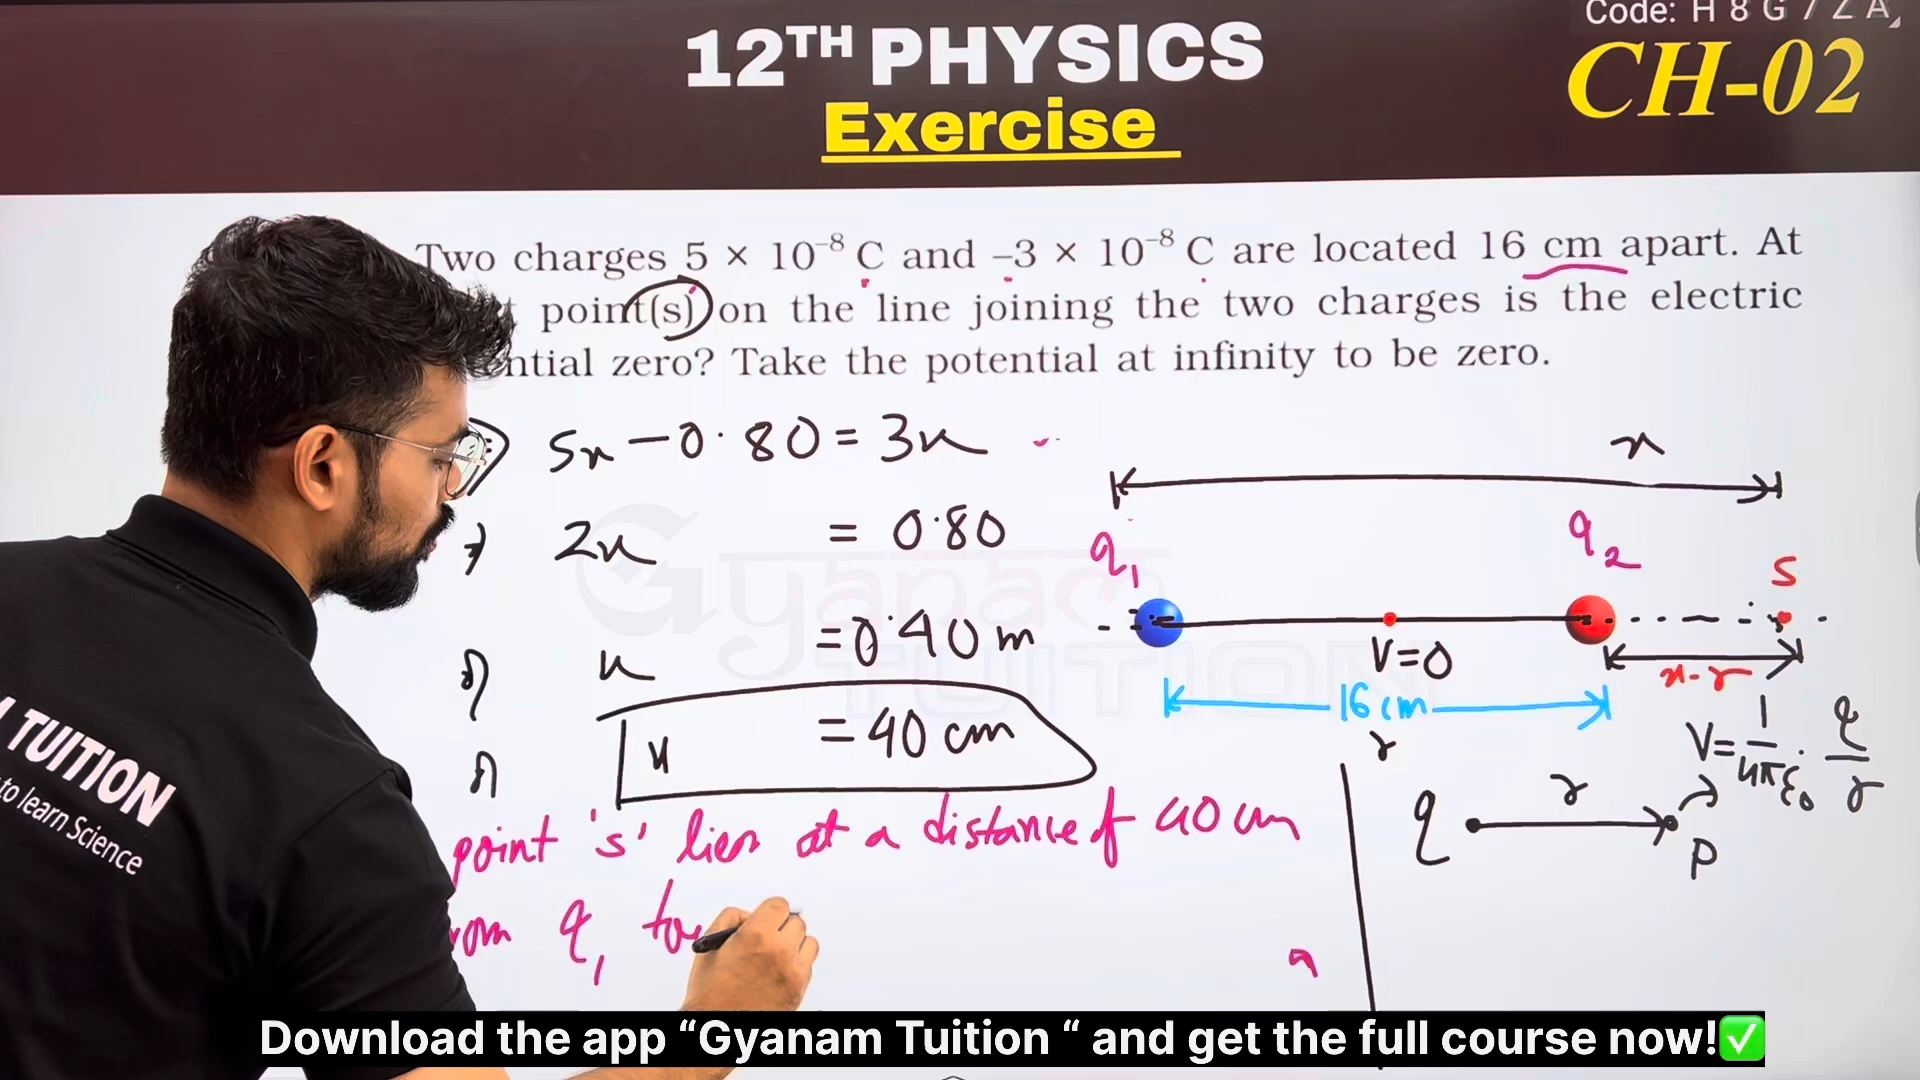 Code: H 8 G 7 Z A
12TH PHYSICS
CH-02
Exercise
Two charges 5 × 10⁻⁸ C and –3 × 10⁻⁸ C are located 16 cm apart. At
point(s) on the line joining the two charges is the electric
ntial zero? Take the potential at infinity to be zero.
5x − 0.80 = 3x
2x = 0.80
x = 0.40 m
x = 40 cm
point 's' lies at a distance of 40 cm
q₁
x
q₁
q₂
S
V=0
x-r
16 cm
r
V = 1/4πε₀ · q/r
q
r
P
Gyanam
TUITION
TUITION
to learn Science
Download the app “Gyanam Tuition “ and get the full course now!✅